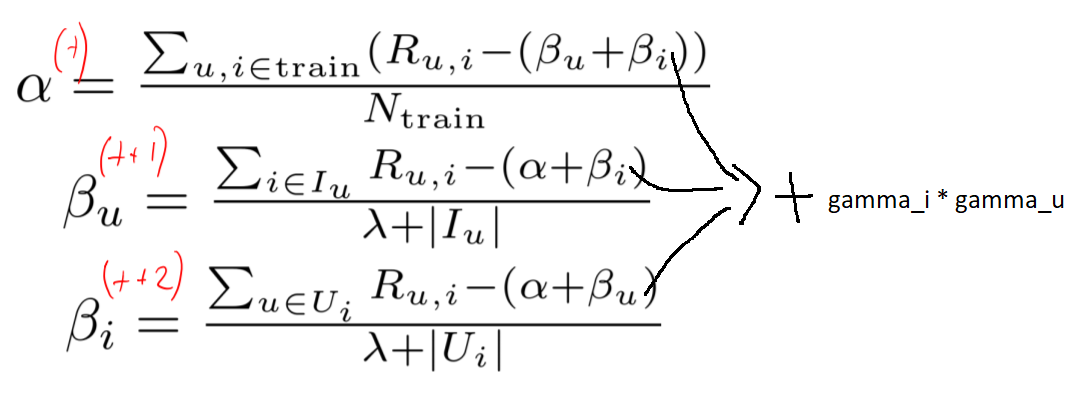 α^(t) = Σ_{u,i∈train} (R_{u,i} − (β_u + β_i)) / N_train
β_u^(t+1) = Σ_{i∈I_u} R_{u,i} − (α + β_i) / λ + |I_u|
+ gamma_i * gamma_u
β_i^(t+2) = Σ_{u∈U_i} R_{u,i} − (α + β_u) / λ + |U_i|